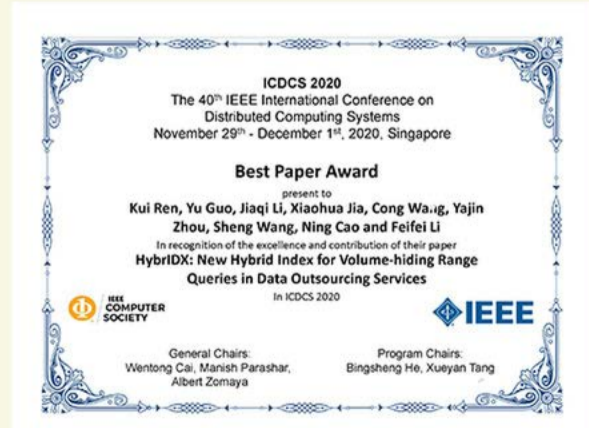 ICDCS 2020
The 40th IEEE International Conference on
Distributed Computing Systems
November 29th - December 1st, 2020, Singapore
Best Paper Award
present to
Kui Ren, Yu Guo, Jiaqi Li, Xiaohua Jia, Cong Wang, Yajin
Zhou, Sheng Wang, Ning Cao and Feifei Li
In recognition of the excellence and contribution of their paper
HybrIDX: New Hybrid Index for Volume-hiding Range
Queries in Data Outsourcing Services
In ICDCS 2020
IEEE
COMPUTER
SOCIETY
IEEE
General Chairs:
Wentong Cai, Manish Parashar,
Albert Zomaya
Program Chairs:
Bingsheng He, Xueyan Tang